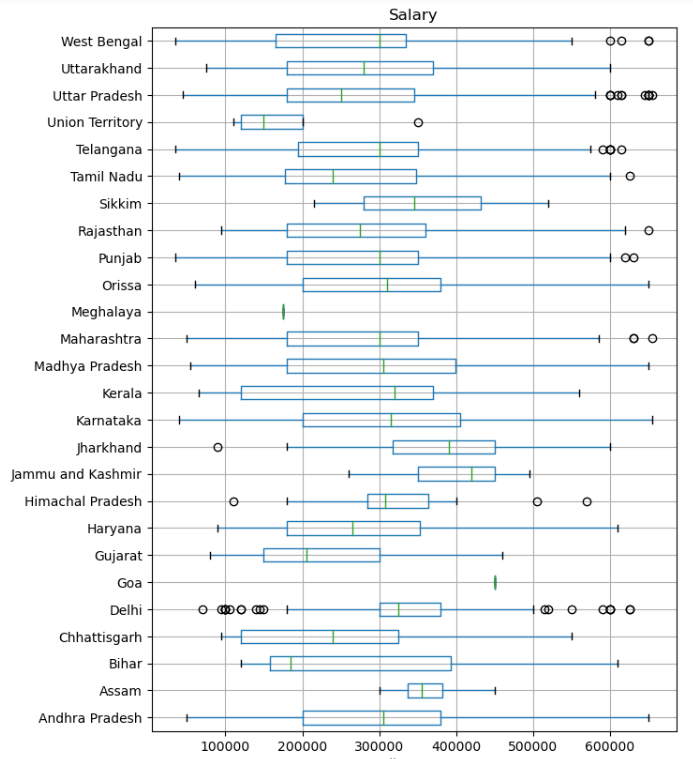 Salary
West Bengal
Uttarakhand
Uttar Pradesh
Union Territory
Telangana
Tamil Nadu
Sikkim
Rajasthan
Punjab
Orissa
Meghalaya
Maharashtra
Madhya Pradesh
Kerala
Karnataka
Jharkhand
Jammu and Kashmir
Himachal Pradesh
Haryana
Gujarat
Goa
Delhi
Chhattisgarh
Bihar
Assam
Andhra Pradesh
100000 200000 300000 400000 500000 600000